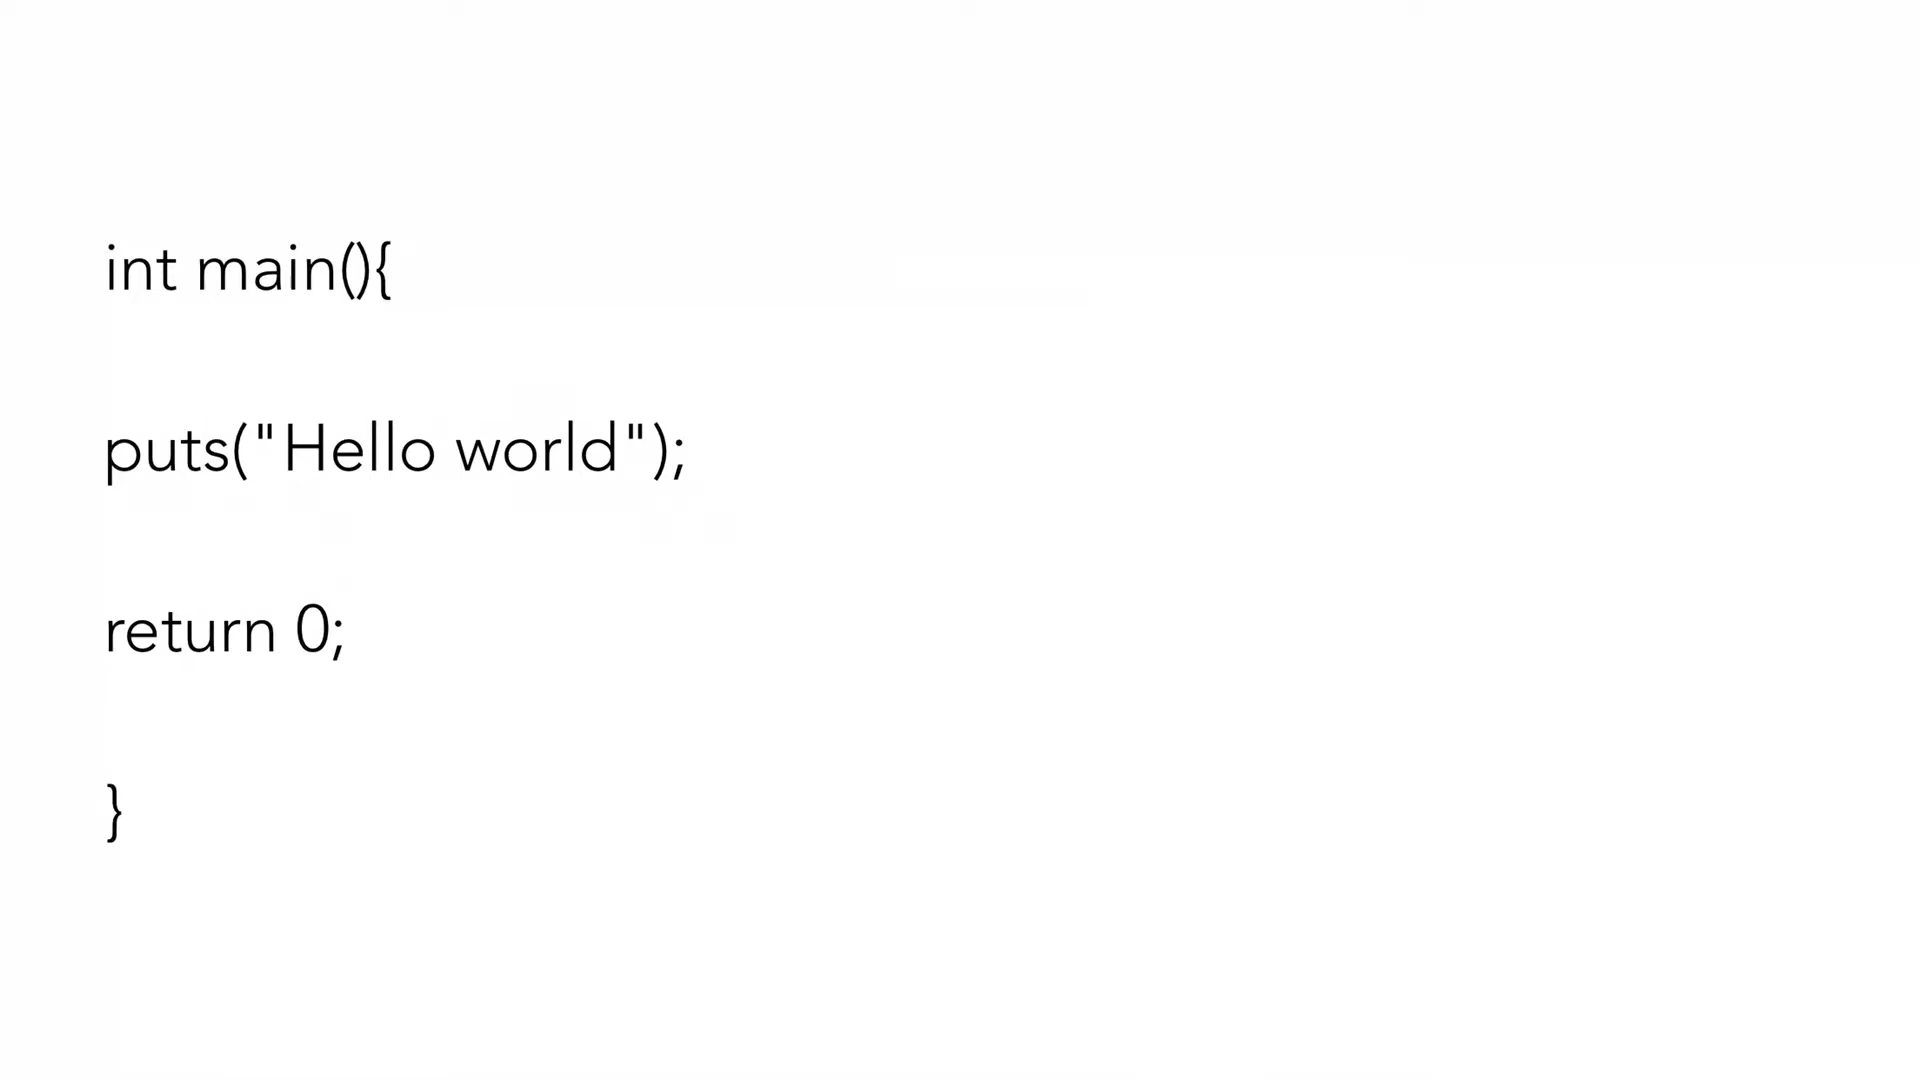 int main(){
puts("Hello world");
return 0;
}